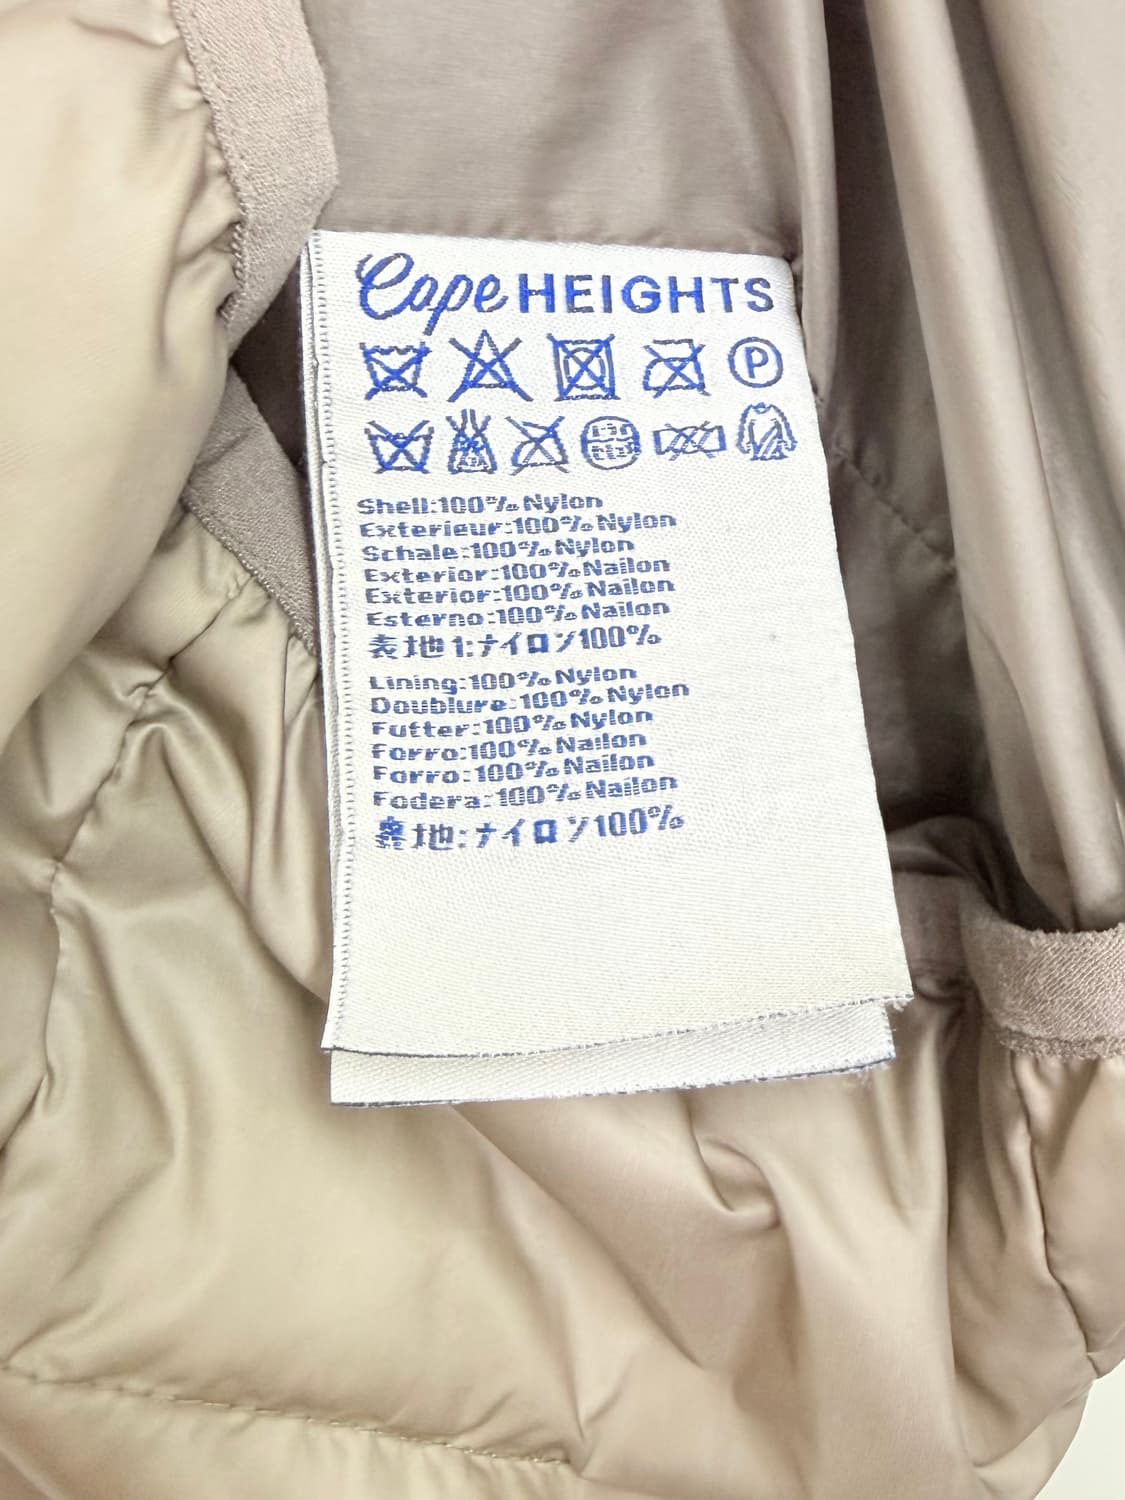 Cape HEIGHTS
P
Shell:100% Nylon
Exterieur:100% Nylon
Schale:100% Nylon
Exterior:100% Nailon
Exterior:100% Nailon
Esterno:100% Nailon
表地1:ナイロン100%
Lining:100% Nylon
Doublure:100% Nylon
Futter:100% Nylon
Forro:100% Nailon
Forro:100% Nailon
Fodera:100% Nailon
裏地:ナイロン100%